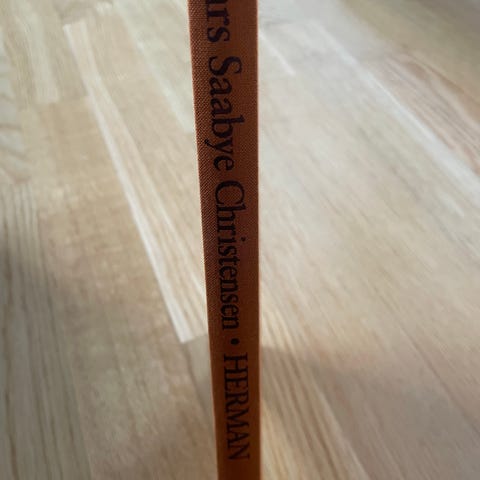 ars Saabye Christensen • HERMAN